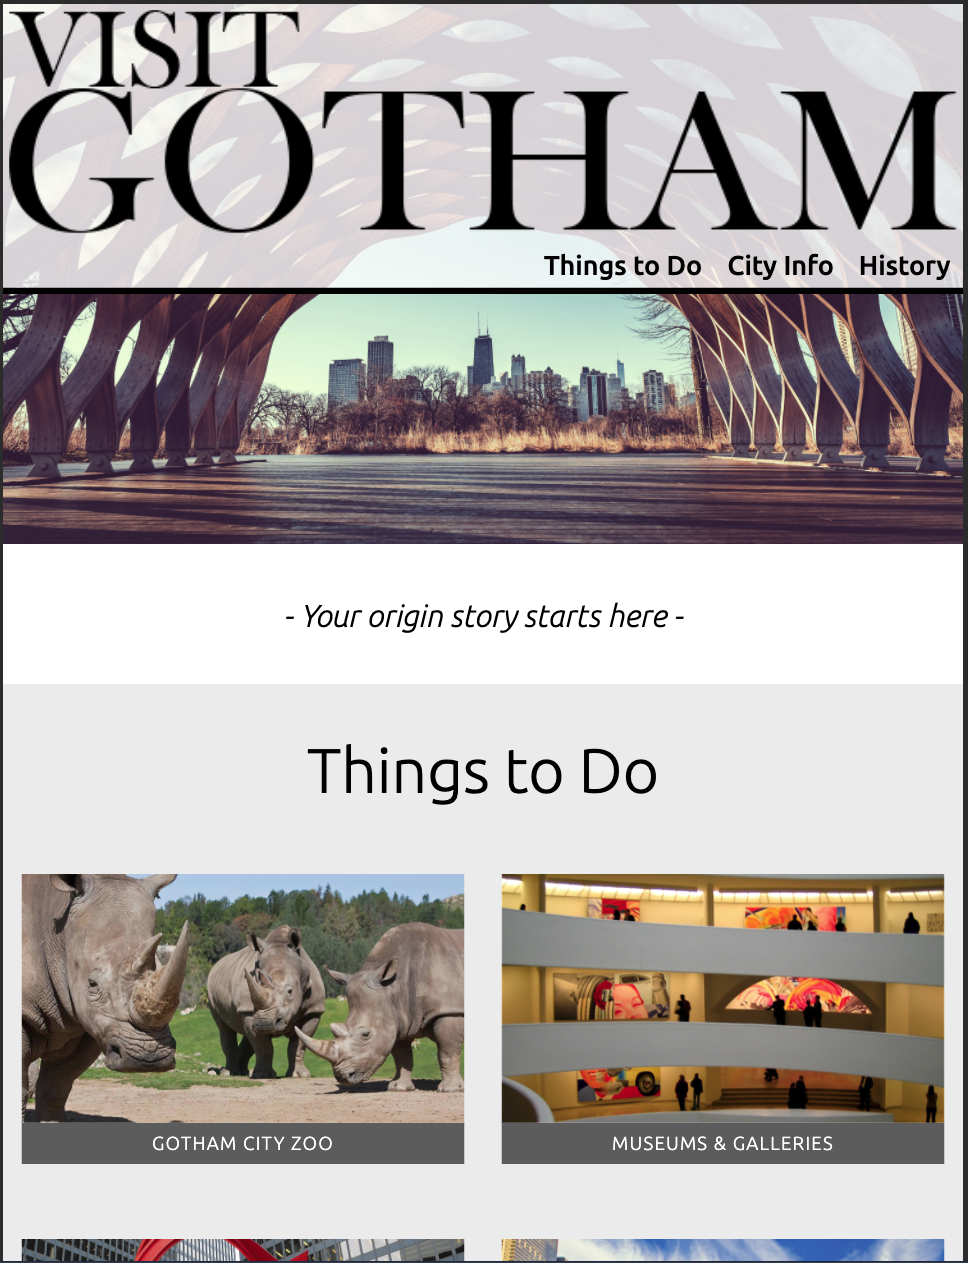 VISIT
GOTHAM
Things to Do City Info History
- Your origin story starts here -
Things to Do
GOTHAM CITY ZOO
MUSEUMS & GALLERIES